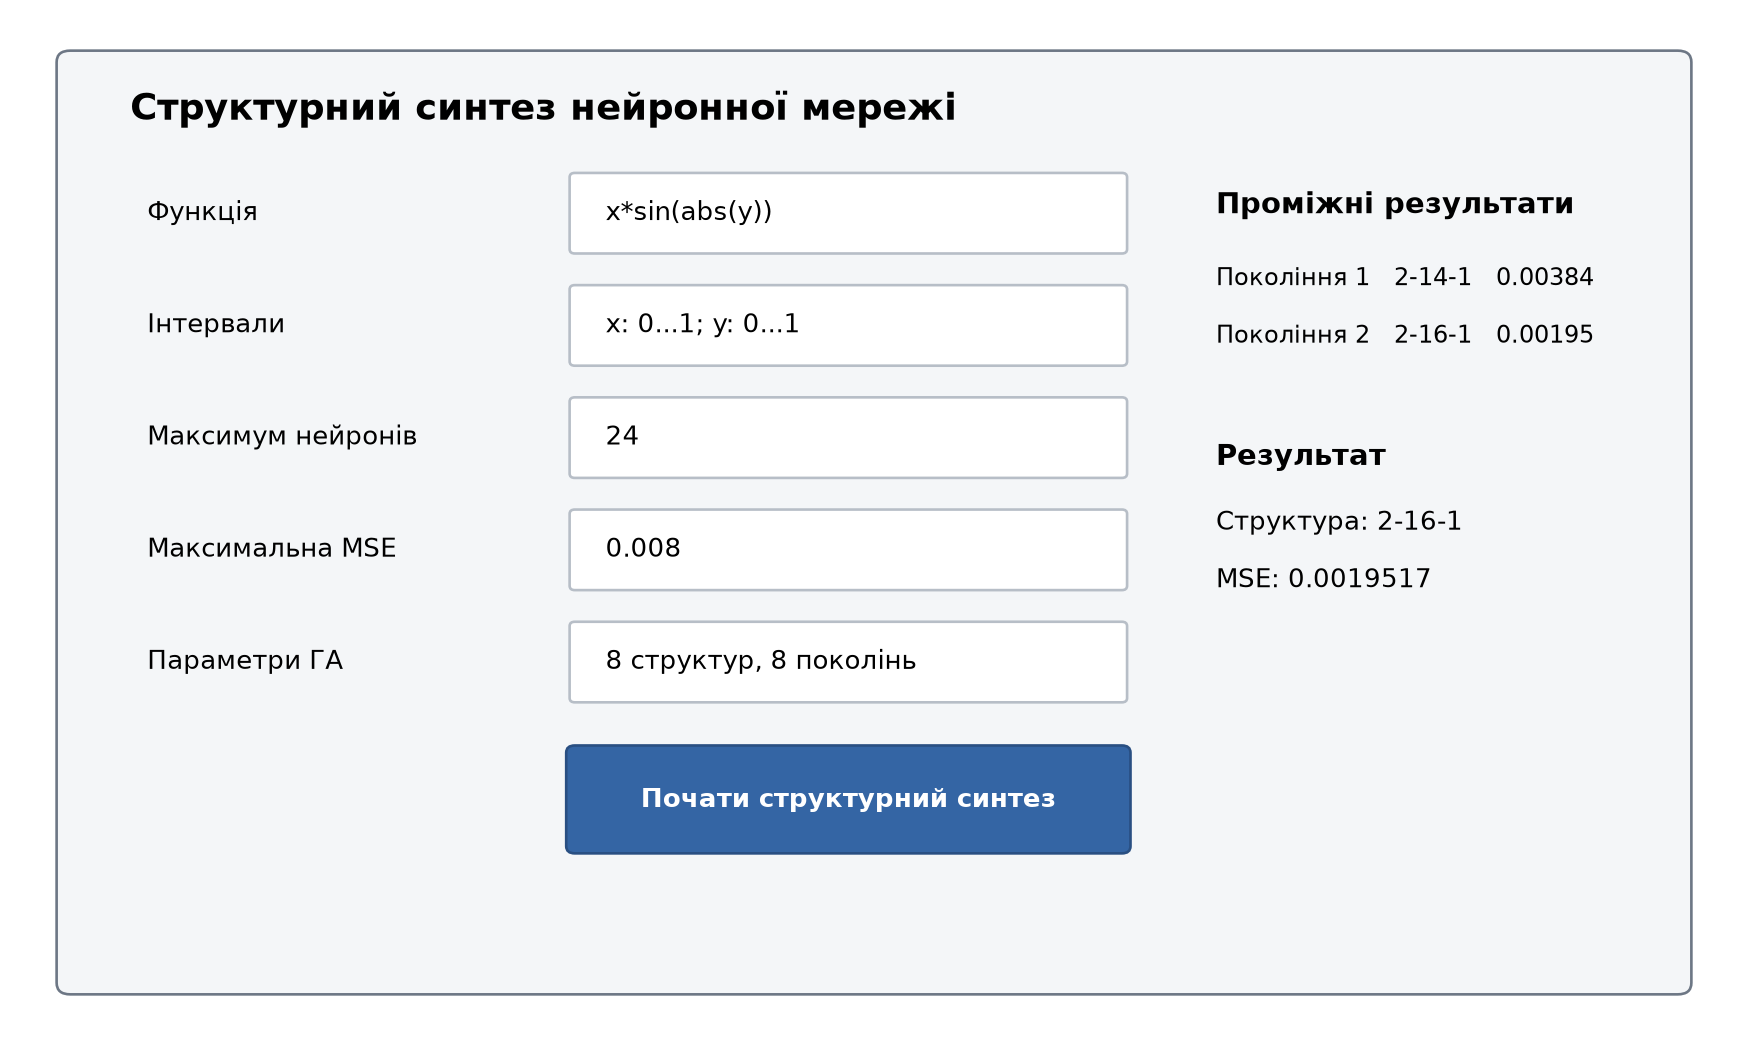 Структурний синтез нейронної мережі
Функція
x*sin(abs(y))
Інтервали
x: 0...1; y: 0...1
Максимум нейронів
24
Максимальна MSE
0.008
Параметри ГА
8 структур, 8 поколінь
Почати структурний синтез
Проміжні результати
Покоління 1 2-14-1 0.00384
Покоління 2 2-16-1 0.00195
Результат
Структура: 2-16-1
MSE: 0.0019517